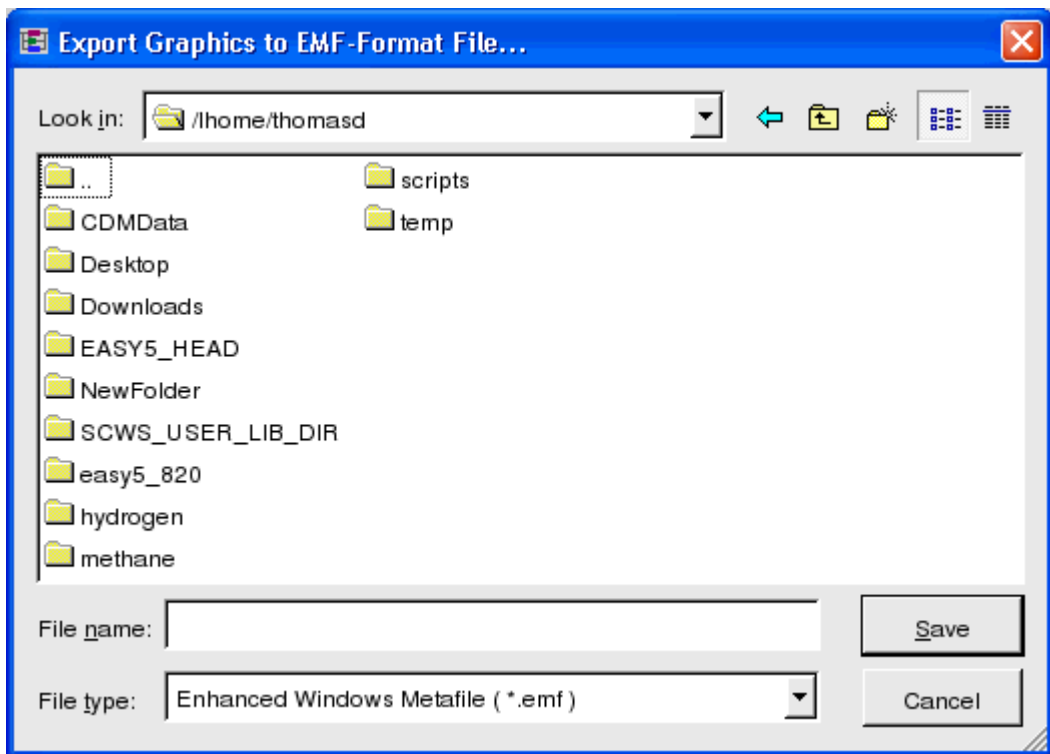 Export Graphics to EMF-Format File...
Look in: /lhome/thomasd
..
CDMData
Desktop
Downloads
EASY5_HEAD
NewFolder
SCWS_USER_LIB_DIR
easy5_820
hydrogen
methane
scripts
temp
File name:
Save
File type: Enhanced Windows Metafile ( *.emf )
Cancel